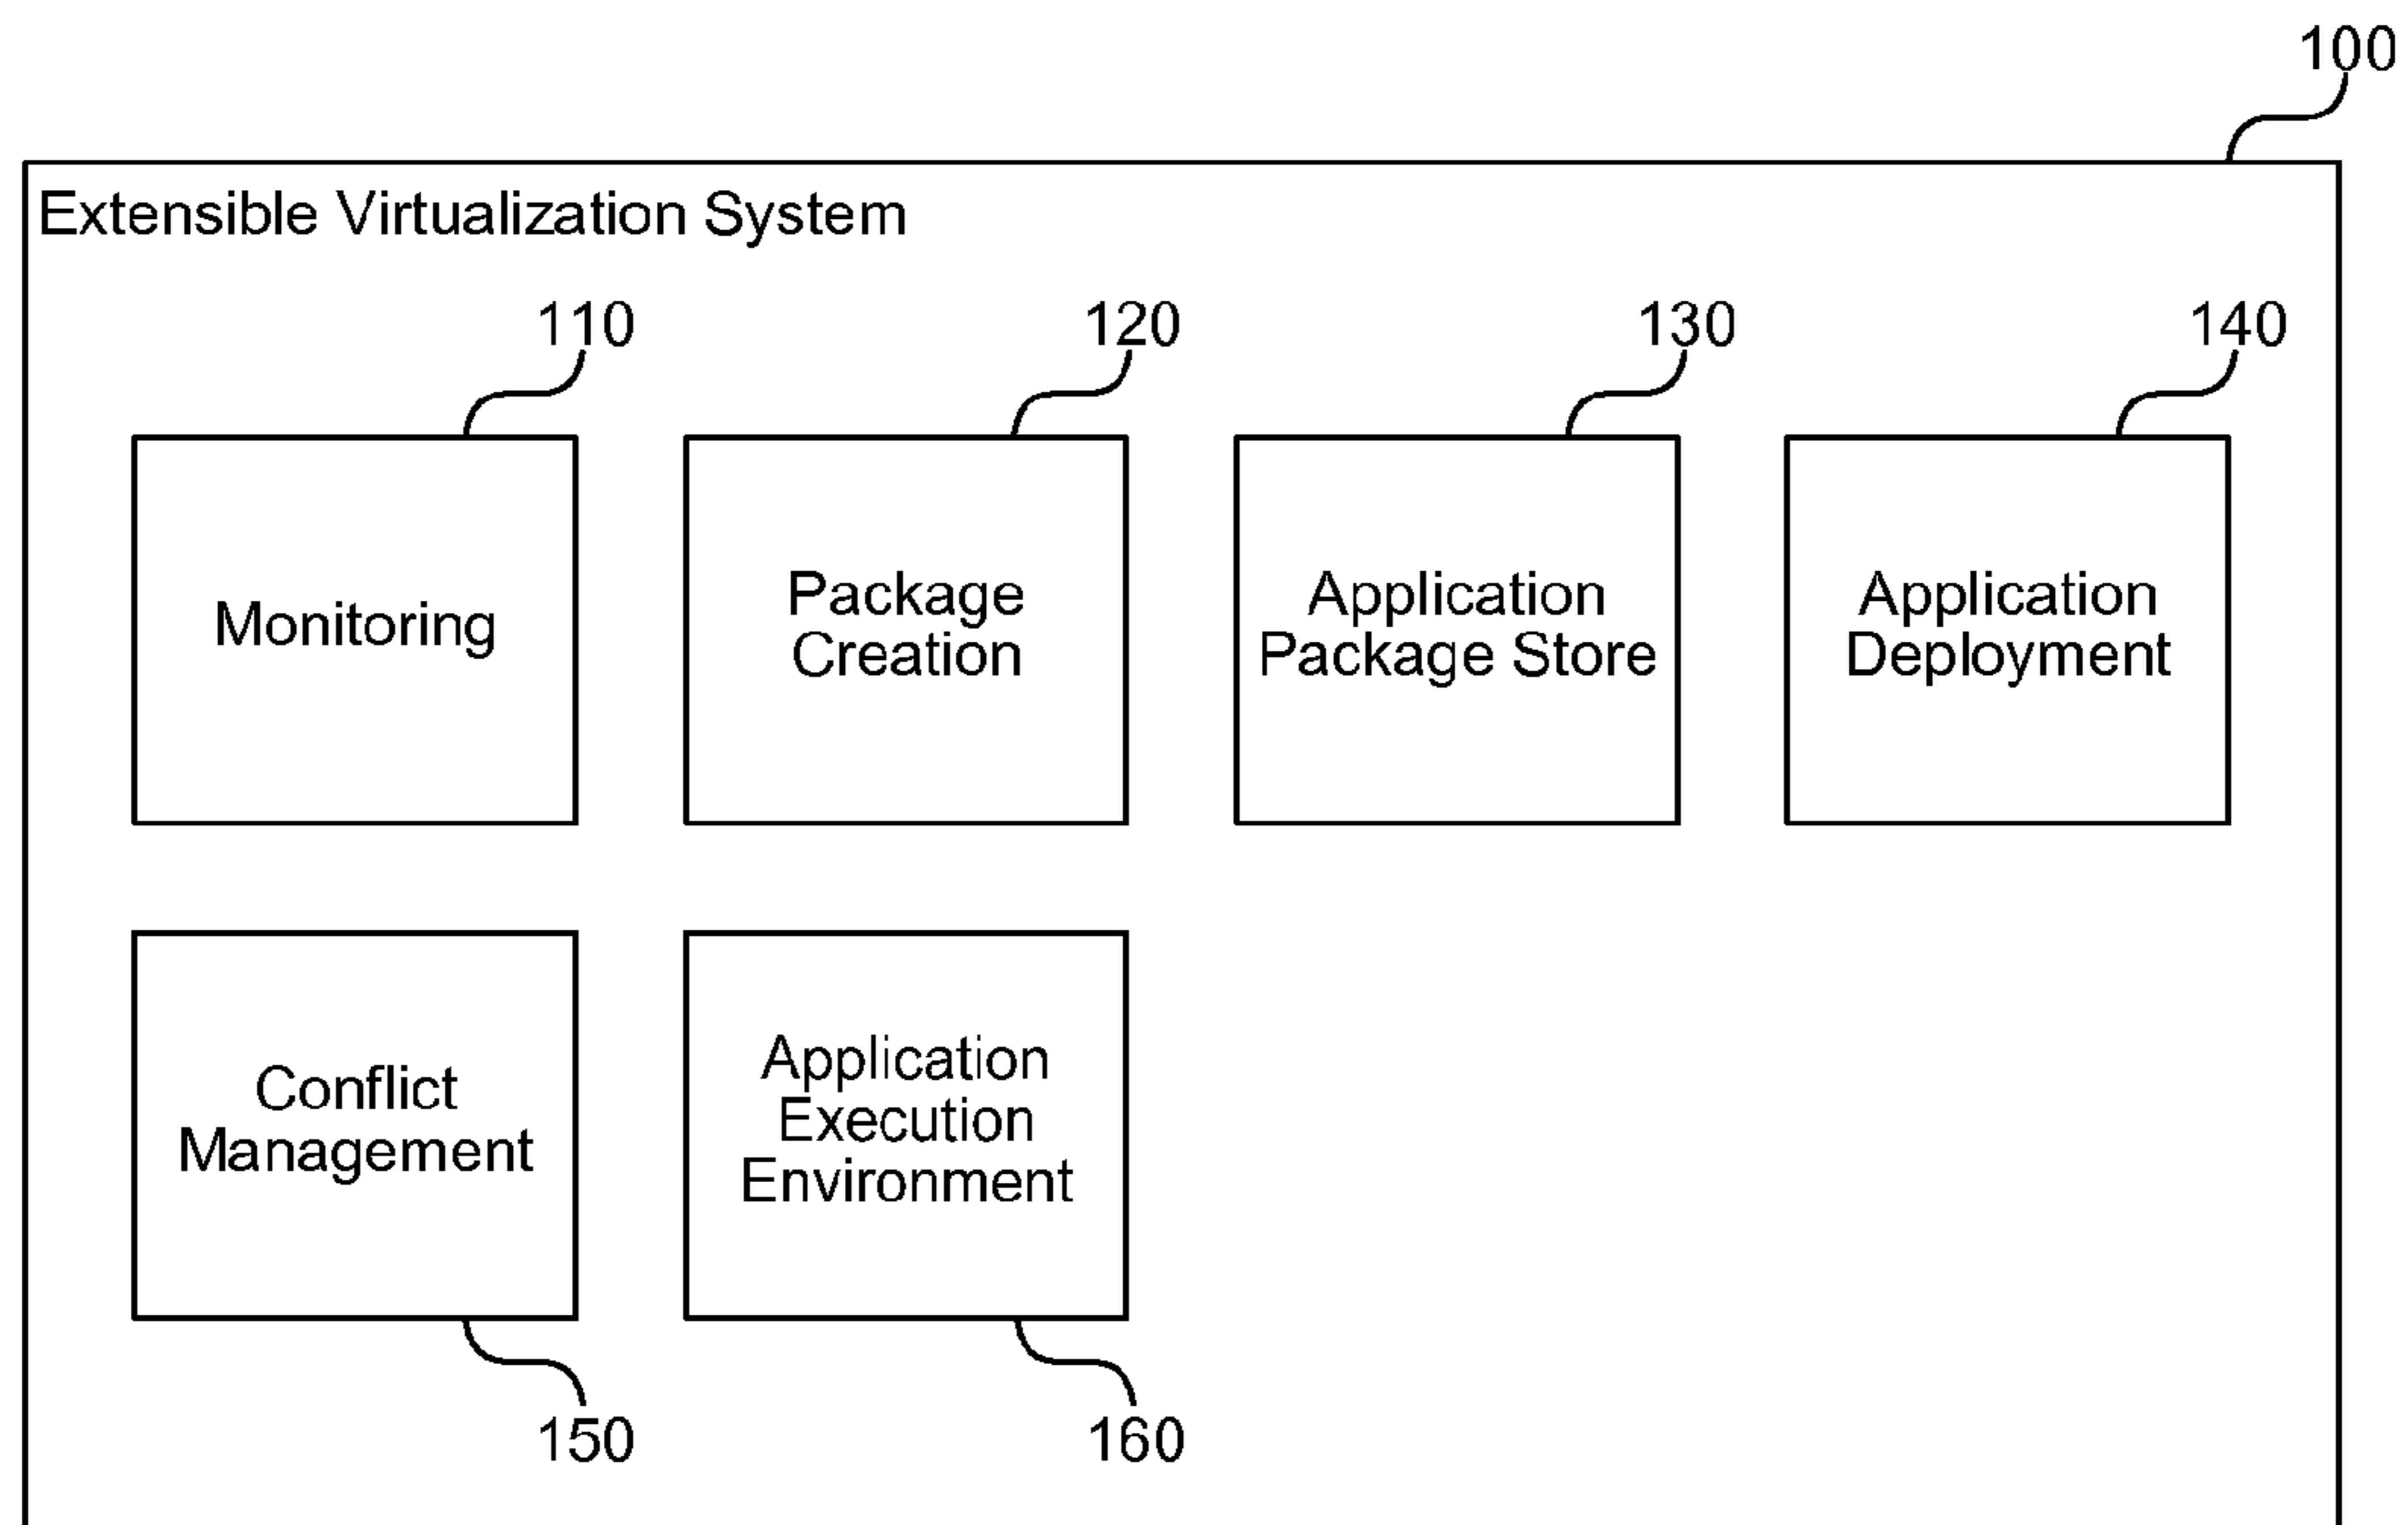 100
Extensible Virtualization System
110
120
130
140
Monitoring
Package
Creation
Application
Package Store
Application
Deployment
Conflict
Management
Application
Execution
Environment
150
160